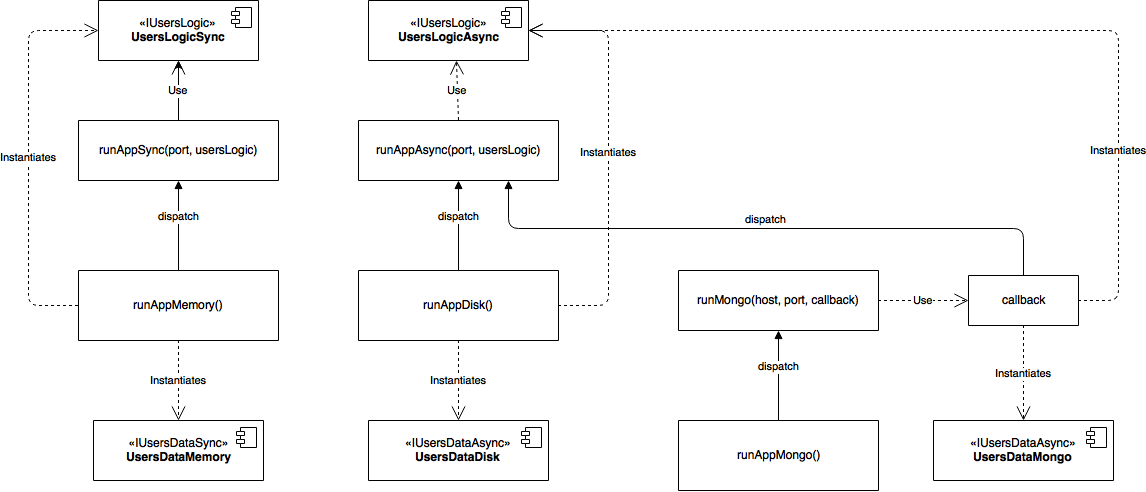 «IUsersLogic»
UsersLogicSync
«IUsersLogic»
UsersLogicAsync
Use
Use
runAppSync(port, usersLogic)
runAppAsync(port, usersLogic)
Instantiates
Instantiates
Instantiates
dispatch
dispatch
dispatch
runAppMemory()
runAppDisk()
runMongo(host, port, callback)
Use
callback
dispatch
Instantiates
Instantiates
Instantiates
«IUsersDataSync»
UsersDataMemory
«IUsersDataAsync»
UsersDataDisk
runAppMongo()
«IUsersDataAsync»
UsersDataMongo